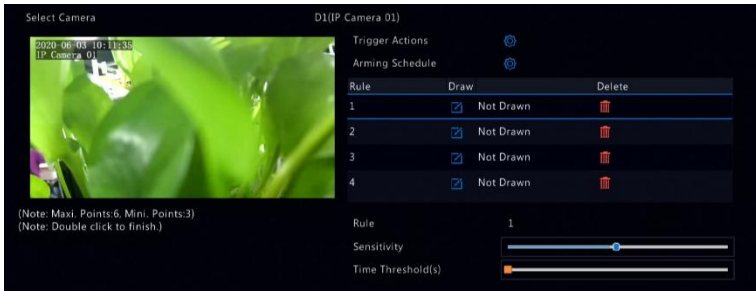 Select Camera D1(IP Camera 01)
2020-06-03 10:11:35
IP Camera 01
Trigger Actions
Arming Schedule
Rule Draw Delete
1 Not Drawn
2 Not Drawn
3 Not Drawn
4 Not Drawn
(Note: Maxi. Points:6, Mini. Points:3)
(Note: Double click to finish.)
Rule 1
Sensitivity
Time Threshold(s)